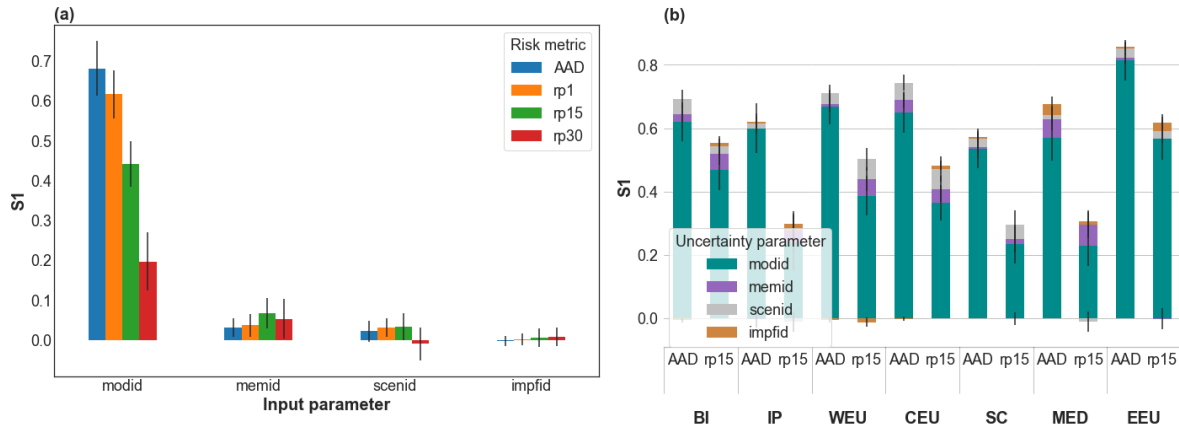 (a)
Risk metric
AAD
rp1
rp15
rp30
0.7
0.6
0.5
0.4
0.3
0.2
0.1
0.0
S1
modid memid scenid impfid
Input parameter
(b)
0.8
0.6
0.4
0.2
0.0
S1
Uncertainty parameter
modid
memid
scenid
impfid
AAD rp15 AAD rp15 AAD rp15 AAD rp15 AAD rp15 AAD rp15 AAD rp15
BI IP WEU CEU SC MED EEU